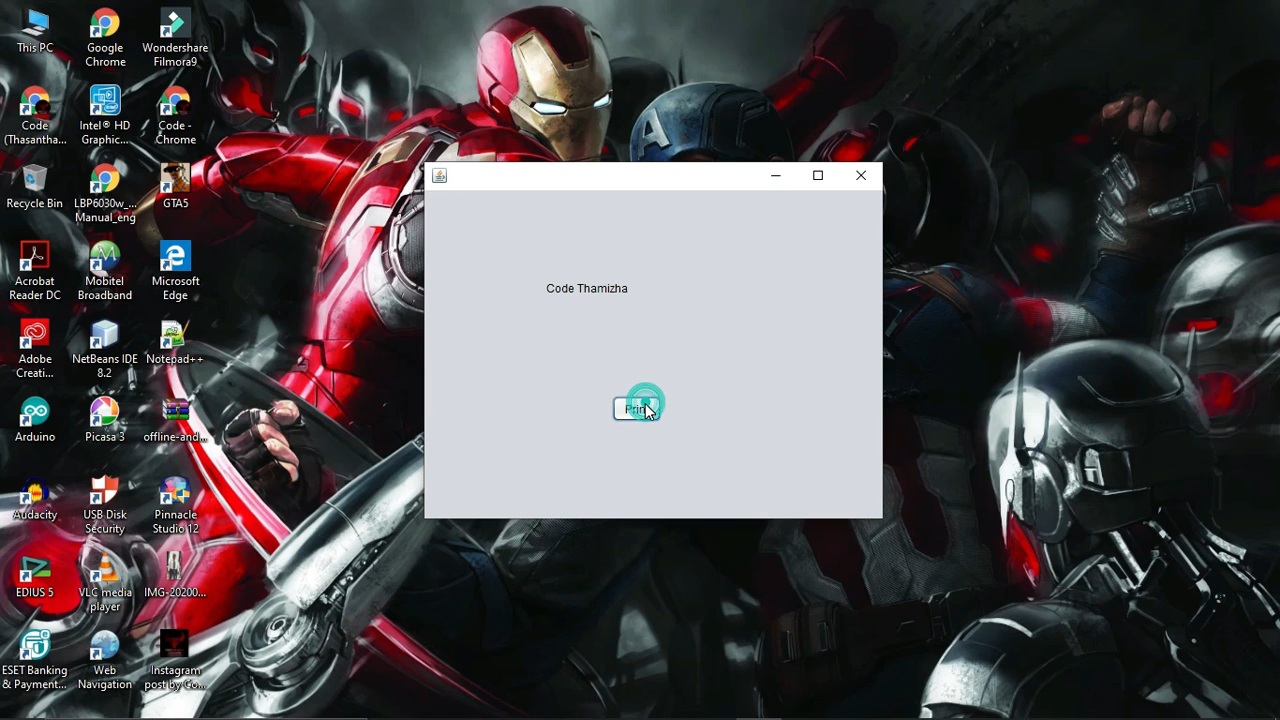 This PC
Google
Chrome
Wondershare
Filmora9
Code
(Thasantha...
Intel® HD
Graphic...
Code -
Chrome
Recycle Bin
LBP6030w_...
Manual_eng
GTA5
Acrobat
Reader DC
Mobitel
Broadband
Microsoft
Edge
Adobe
Creati...
NetBeans IDE
8.2
Notepad++
Arduino
Picasa 3
offline-and...
Audacity
USB Disk
Security
Pinnacle
Studio 12
EDIUS 5
VLC media
player
IMG-20200...
ESET Banking
& Payment...
Web
Navigation
Instagram
post by Co...
A
Code Thamizha
Print